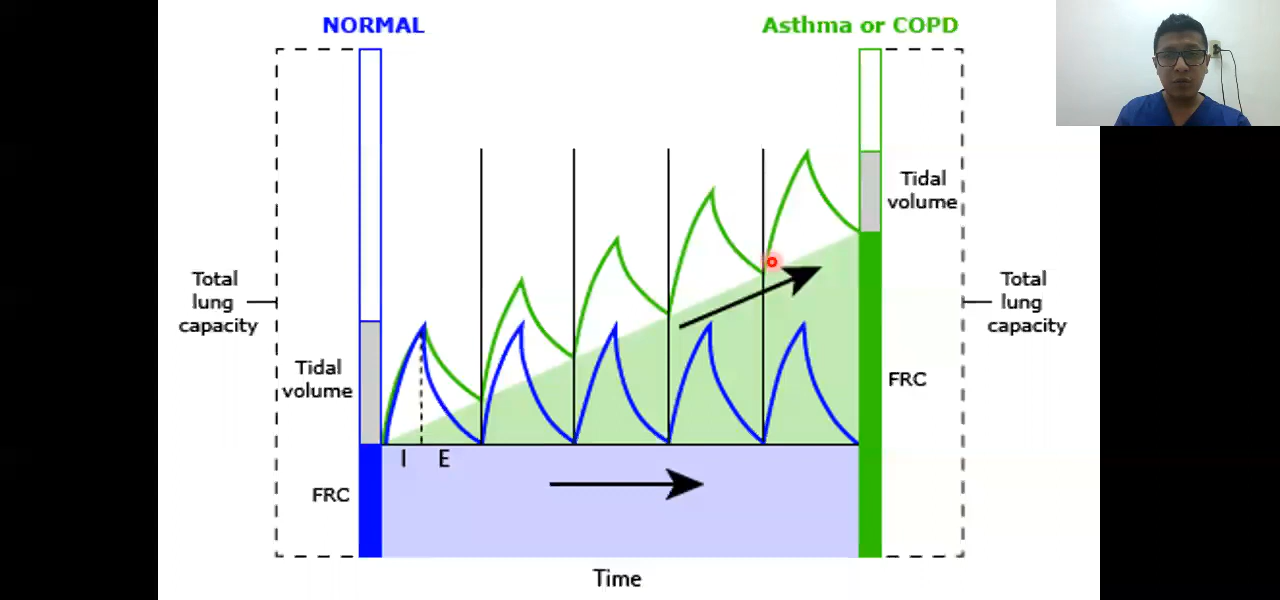 NORMAL
Asthma or COPD
Tidal
volume
Total
lung
capacity
Total
lung
capacity
Tidal
volume
FRC
I E
FRC
Time